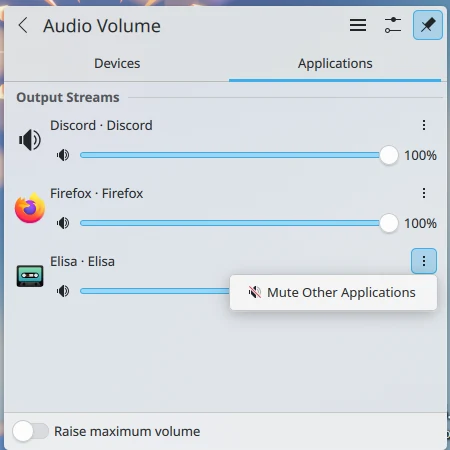 Audio Volume
Devices
Applications
Output Streams
Discord · Discord
100%
Firefox · Firefox
100%
Elisa · Elisa
Mute Other Applications
Raise maximum volume